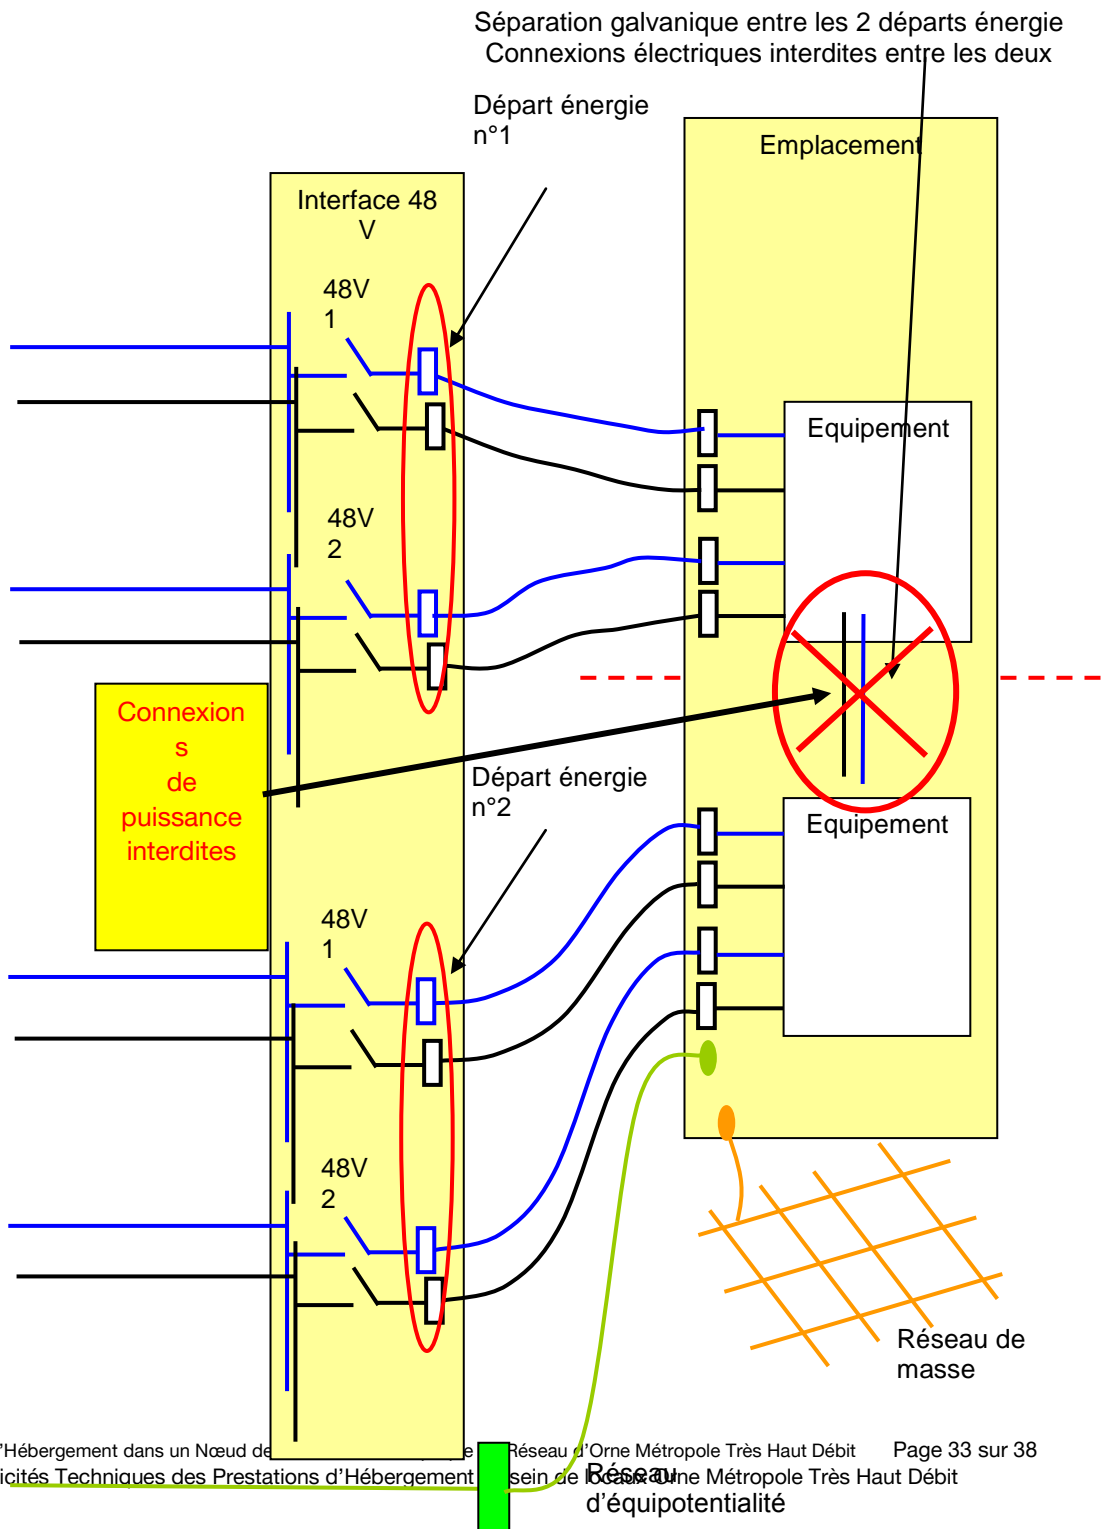 Séparation galvanique entre les 2 départs énergie
Connexions électriques interdites entre les deux
Départ énergie
n°1
Emplacement
Interface 48
V
48V
1
Equipement
48V
2
Connexion
s
de
puissance
interdites
Départ énergie
n°2
Equipement
48V
1
48V
2
Réseau de
masse
'Hébergement dans un Nœud de e Réseau d'Orne Métropole Très Haut Débit Page 33 sur 38
icités Techniques des Prestations d'Hébergement sein de locaux Orne Métropole Très Haut Débit
Réseau
d'équipotentialité